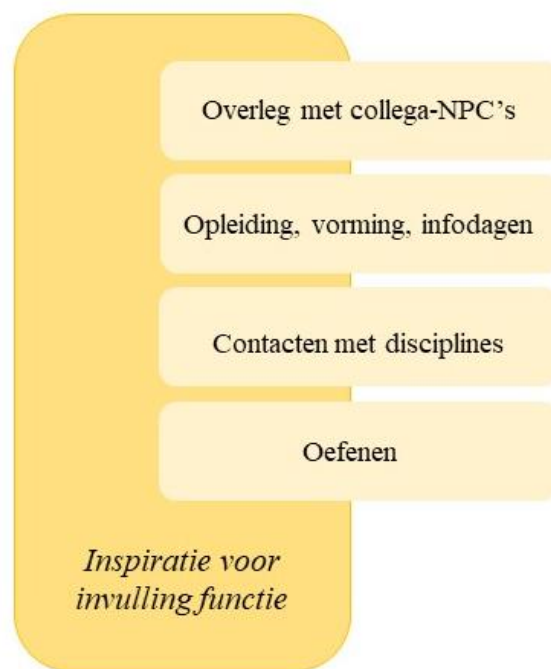 Overleg met collega-NPC’s
Opleiding, vorming, infodagen
Contacten met disciplines
Oefenen
Inspiratie voor
invulling functie